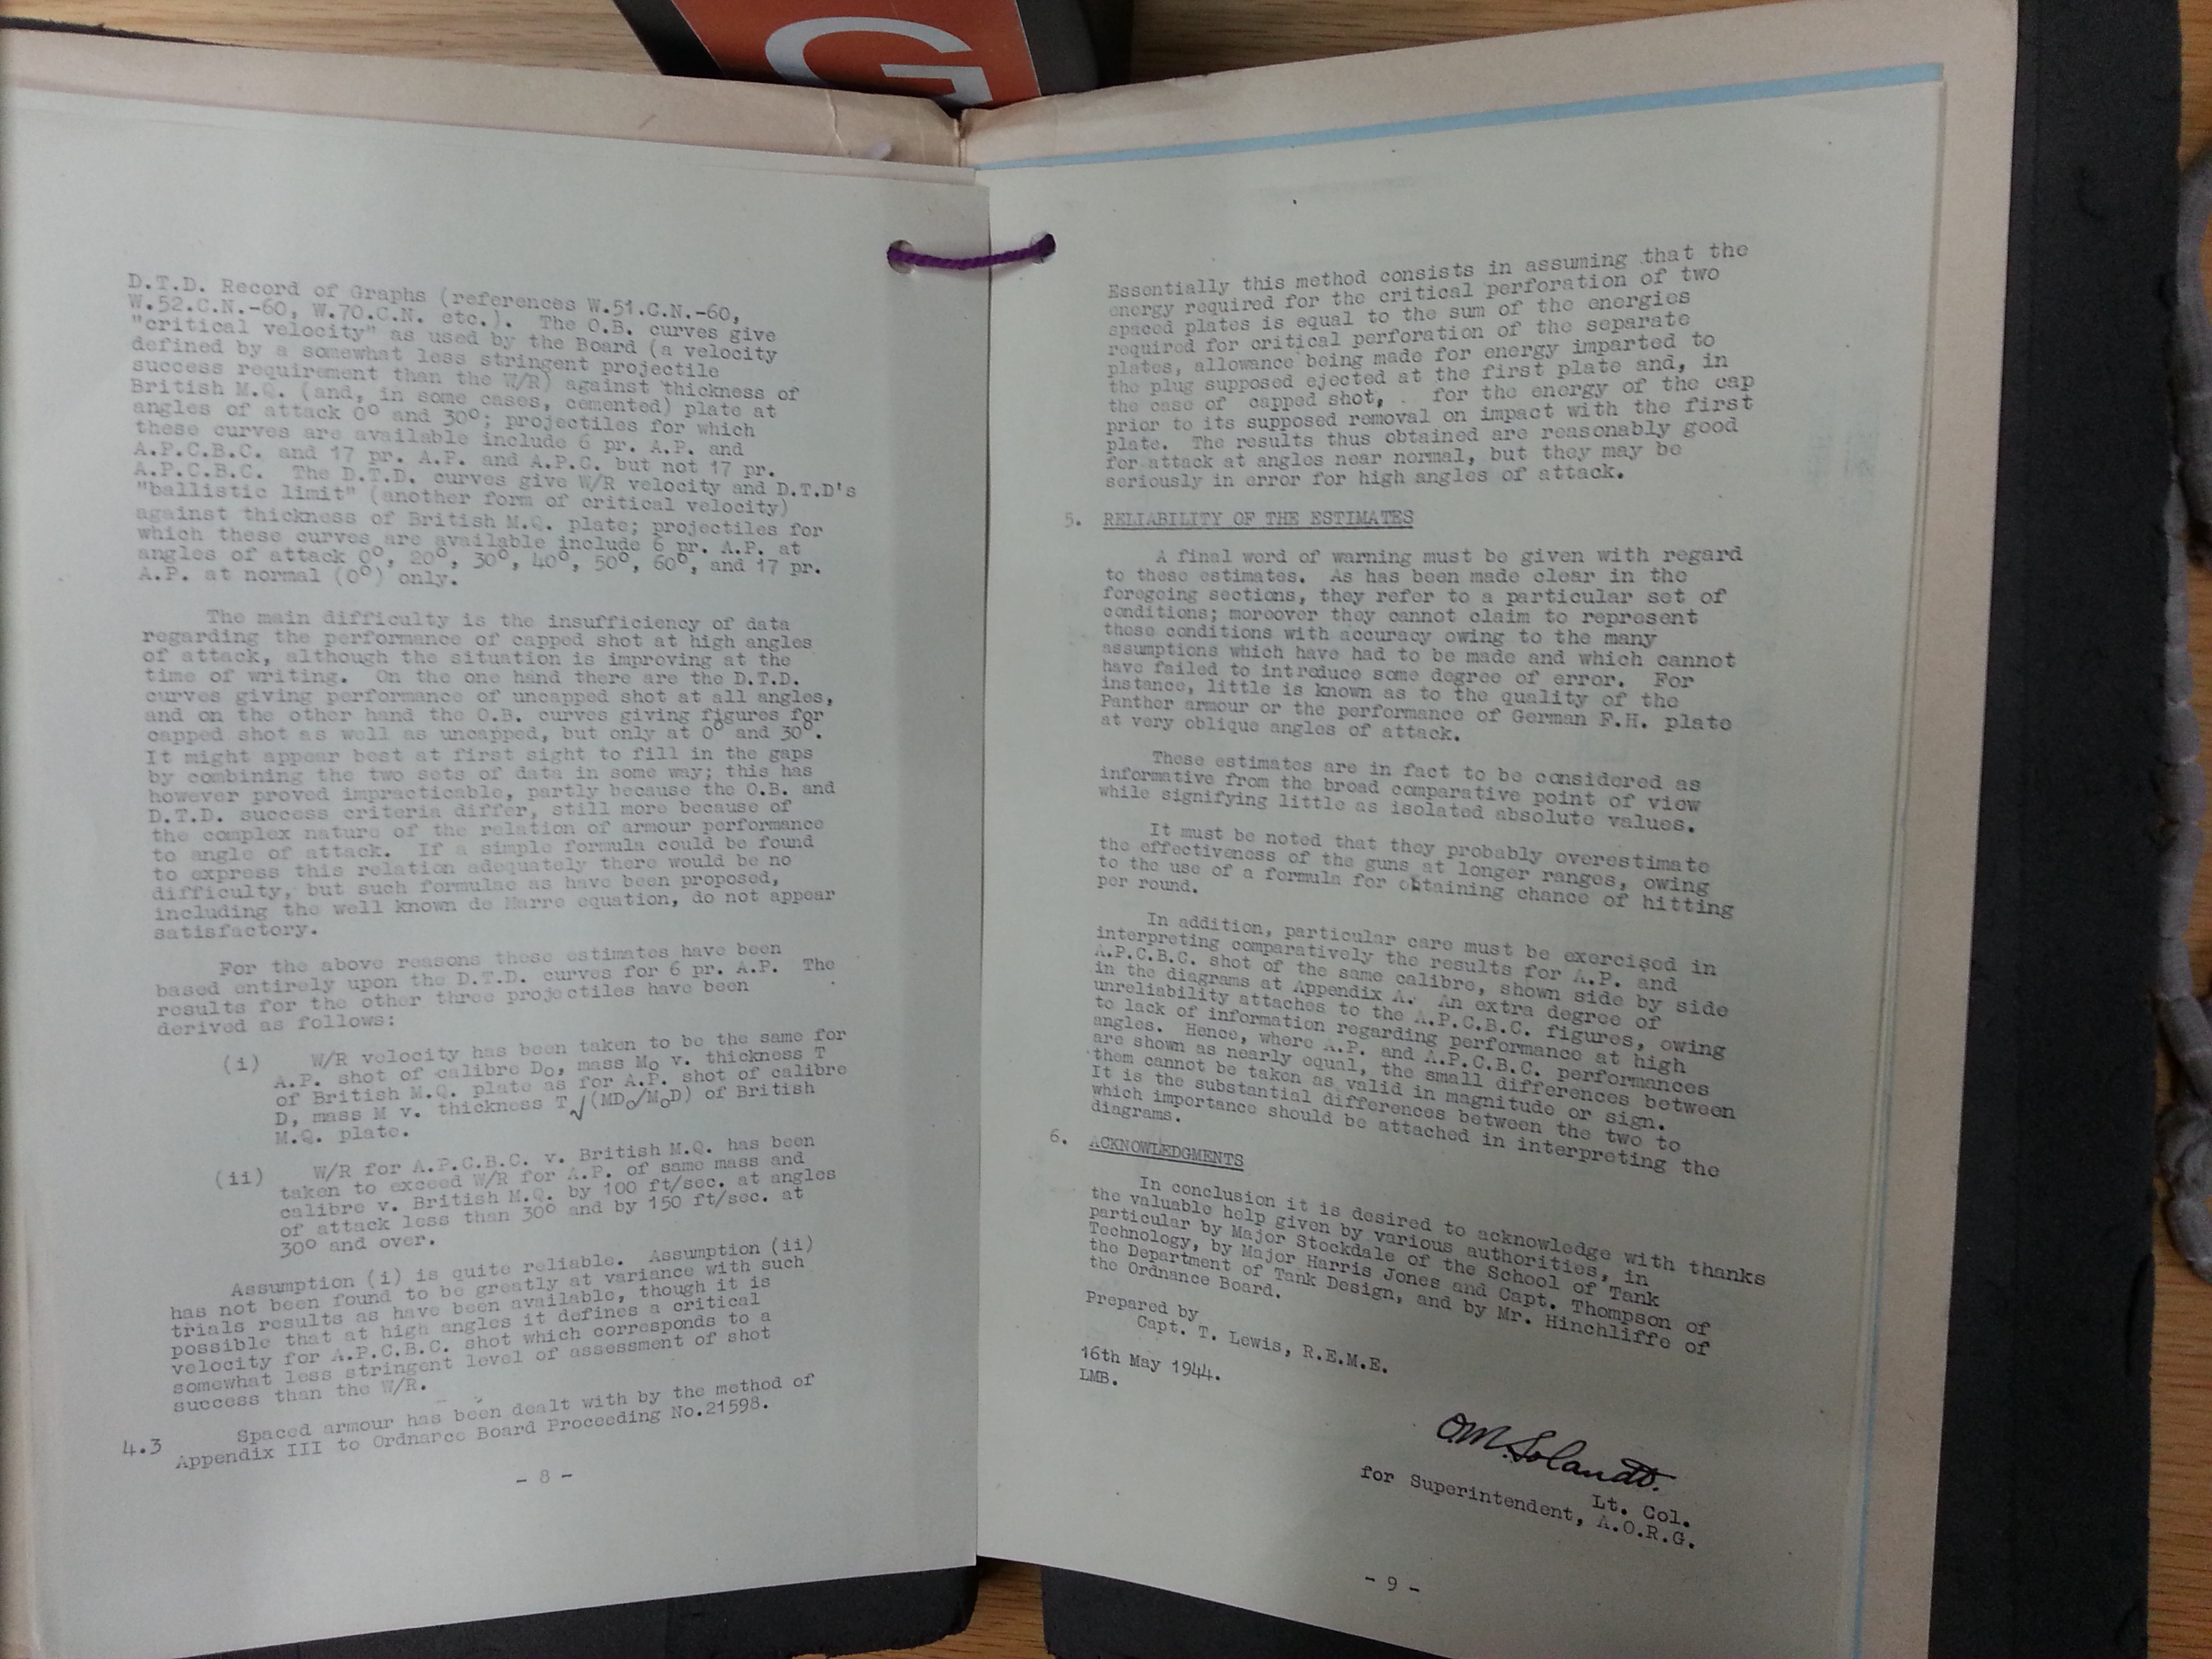 G
D.T.D. Record of Graphs (references W.51.C.N.-60,
W.52.C.N.-60, W.70.C.N. etc.). The O.B. curves give
"critical velocity" as used by the Board (a velocity
defined by a somewhat less stringent projectile
success requirement than the W/R) against thickness of
British M.Q. (and, in some cases, cemented) plate at
angles of attack 0° and 30°; projectiles for which
these curves are available include 6 pr. A.P. and
A.P.C.B.C. and 17 pr. A.P. and A.P.C. but not 17 pr.
A.P.C.B.C. The D.T.D. curves give W/R velocity and D.T.D's
"ballistic limit" (another form of critical velocity)
against thickness of British M.Q. plate; projectiles for
which these curves are available include 6 pr. A.P. at
angles of attack 0°, 20°, 30°, 40°, 50°, 60°, and 17 pr.
A.P. at normal (0°) only.
The main difficulty is the insufficiency of data
regarding the performance of capped shot at high angles
of attack, although the situation is improving at the
time of writing. On the one hand there are the D.T.D.
curves giving performance of uncapped shot at all angles,
and on the other hand the O.B. curves giving figures for
capped shot as well as uncapped, but only at 0° and 30°.
It might appear best at first sight to fill in the gaps
by combining the two sets of data in some way; this has
however proved impracticable, partly because the O.B. and
D.T.D. success criteria differ, still more because of
the complex nature of the relation of armour performance
to angle of attack. If a simple formula could be found
to express this relation adequately there would be no
difficulty, but such formulae as have been proposed,
including the well known de Marre equation, do not appear
satisfactory.
For the above reasons these estimates have been
based entirely upon the D.T.D. curves for 6 pr. A.P. The
results for the other three projectiles have been
derived as follows:
(i) W/R velocity has been taken to be the same for
A.P. shot of calibre D₀, mass M₀ v. thickness T
of British M.Q. plate as for A.P. shot of calibre
D, mass M v. thickness T√(MD₀/M₀D) of British
M.Q. plate.
(ii) W/R for A.P.C.B.C. v. British M.Q. has been
taken to exceed W/R for A.P. of same mass and
calibre v. British M.Q. by 100 ft/sec. at angles
of attack less than 30° and by 150 ft/sec. at
30° and over.
Assumption (i) is quite reliable. Assumption (ii)
has not been found to be greatly at variance with such
trials results as have been available, though it is
possible that at high angles it defines a critical
velocity for A.P.C.B.C. shot which corresponds to a
somewhat less stringent level of assessment of shot
success than the W/R.
4.3 Spaced armour has been dealt with by the method of
Appendix III to Ordnance Board Proceeding No.21598.
- 8 -
Essentially this method consists in assuming that the
energy required for the critical perforation of two
spaced plates is equal to the sum of the energies
required for critical perforation of the separate
plates, allowance being made for energy imparted to
the plug supposed ejected at the first plate and, in
the case of capped shot, for the energy of the cap
prior to its supposed removal on impact with the first
plate. The results thus obtained are reasonably good
for attack at angles near normal, but they may be
seriously in error for high angles of attack.
5. RELIABILITY OF THE ESTIMATES
A final word of warning must be given with regard
to these estimates. As has been made clear in the
foregoing sections, they refer to a particular set of
conditions; moreover they cannot claim to represent
these conditions with accuracy owing to the many
assumptions which have had to be made and which cannot
have failed to introduce some degree of error. For
instance, little is known as to the quality of the
Panther armour or the performance of German F.H. plate
at very oblique angles of attack.
These estimates are in fact to be considered as
informative from the broad comparative point of view
while signifying little as isolated absolute values.
It must be noted that they probably overestimate
the effectiveness of the guns at longer ranges, owing
to the use of a formula for obtaining chance of hitting
per round.
In addition, particular care must be exercised in
interpreting comparatively the results for A.P. and
A.P.C.B.C. shot of the same calibre, shown side by side
in the diagrams at Appendix A. An extra degree of
unreliability attaches to the A.P.C.B.C. figures, owing
to lack of information regarding performance at high
angles. Hence, where A.P. and A.P.C.B.C. performances
are shown as nearly equal, the small differences between
them cannot be taken as valid in magnitude or sign.
It is the substantial differences between the two to
which importance should be attached in interpreting the
diagrams.
6. ACKNOWLEDGMENTS
In conclusion it is desired to acknowledge with thanks
the valuable help given by various authorities, in
particular by Major Stockdale of the School of Tank
Technology, by Major Harris Jones and Capt. Thompson of
the Department of Tank Design, and by Mr. Hinchliffe of
the Ordnance Board.
Prepared by
Capt. T. Lewis, R.E.M.E.
16th May 1944.
LMB.
OM Solandt.
Lt. Col.
for Superintendent, A.O.R.G.
- 9 -